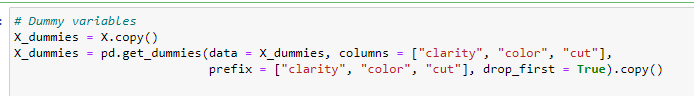 # Dummy variables
X_dummies = X.copy()
X_dummies = pd.get_dummies(data = X_dummies, columns = ["clarity", "color", "cut"],
prefix = ["clarity", "color", "cut"], drop_first = True).copy()